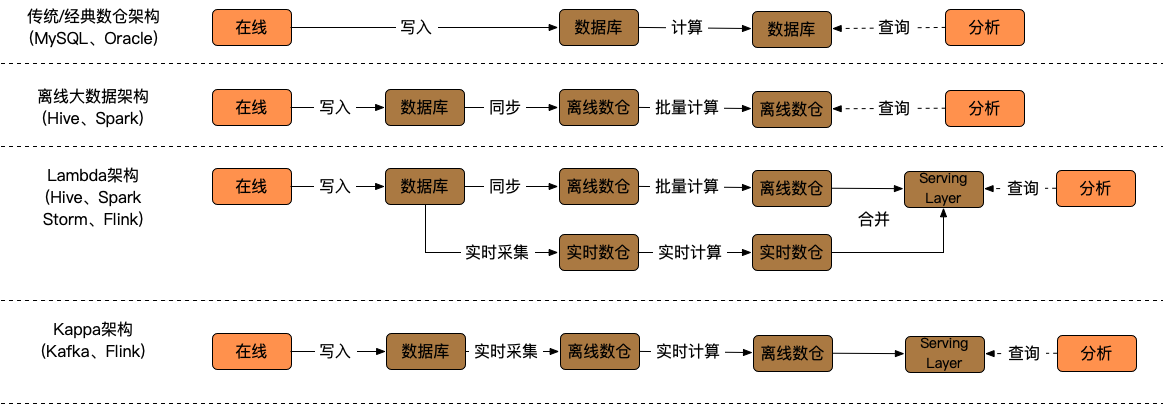 传统/经典数仓架构
(MySQL、Oracle)
在线
写入
数据库
计算
数据库
查询
分析
离线大数据架构
(Hive、Spark)
在线
写入
数据库
同步
离线数仓
批量计算
离线数仓
查询
分析
Lambda架构
(Hive、Spark
Storm、Flink)
在线
写入
数据库
同步
离线数仓
批量计算
离线数仓
Serving
Layer
查询
分析
合并
实时采集
实时数仓
实时计算
实时数仓
Kappa架构
(Kafka、Flink)
在线
写入
数据库
实时采集
离线数仓
实时计算
离线数仓
Serving
Layer
查询
分析